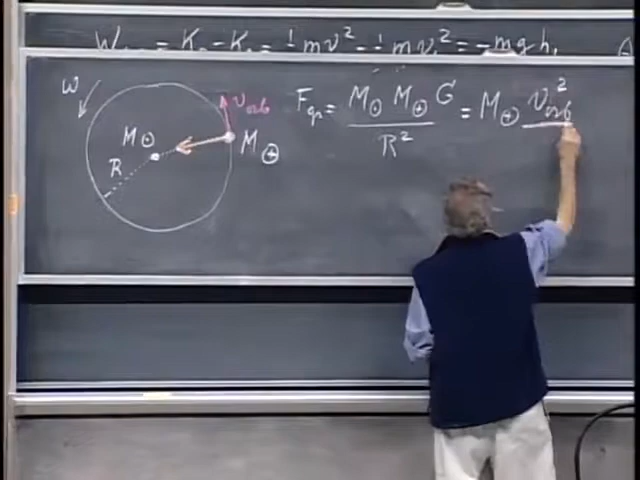 = K - K = ½mv² - ½mv² = -mgh
ω
v_orb
M☉
M⊕
R
F_gr = M☉ M⊕ G / R² = M⊕ v²_orb